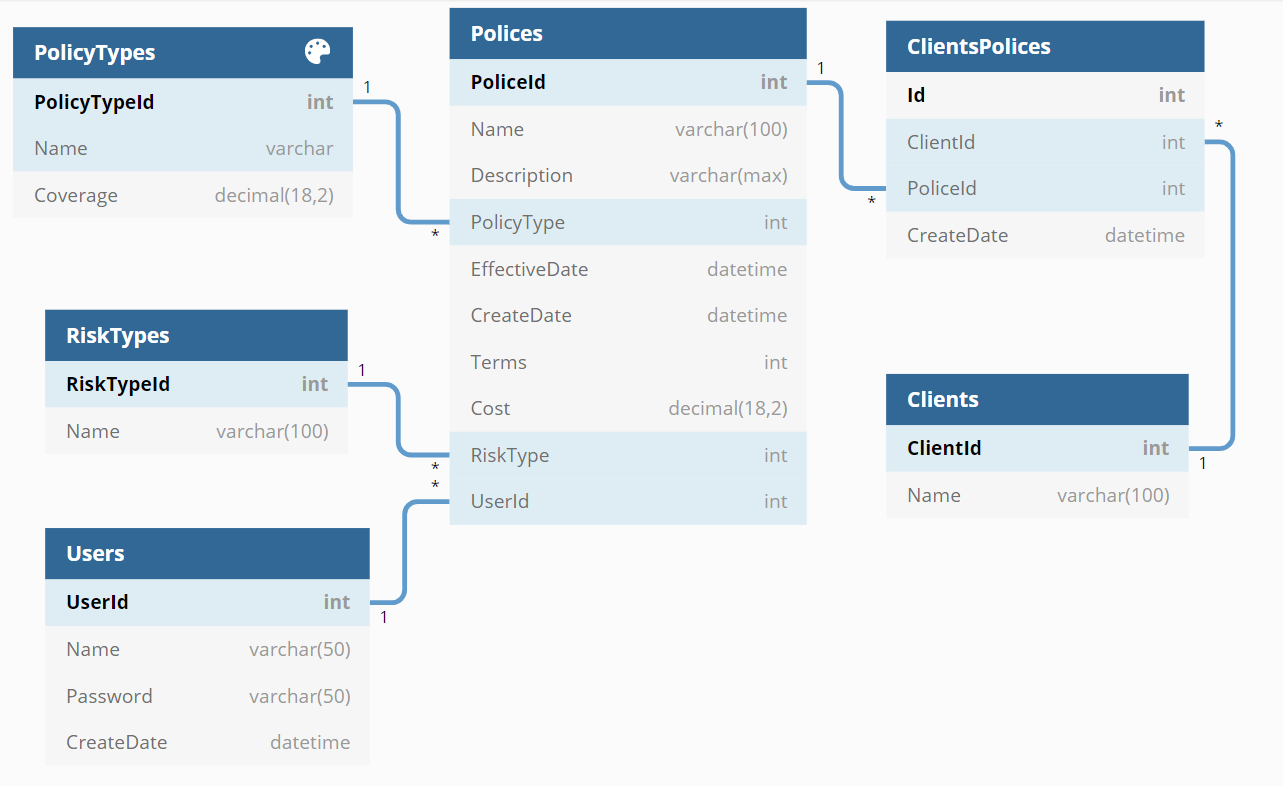 PolicyTypes
PolicyTypeId int
Name varchar
Coverage decimal(18,2)
1
*
RiskTypes
RiskTypeId int
Name varchar(100)
1
*
Users
UserId int
Name varchar(50)
Password varchar(50)
CreateDate datetime
1
*
Polices
PoliceId int
Name varchar(100)
Description varchar(max)
PolicyType int
EffectiveDate datetime
CreateDate datetime
Terms int
Cost decimal(18,2)
RiskType int
UserId int
1
*
ClientsPolices
Id int
ClientId int
PoliceId int
CreateDate datetime
*
1
Clients
ClientId int
Name varchar(100)